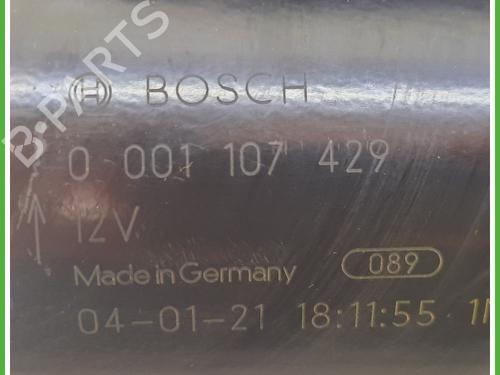 B-PARTS
BOSCH
0 001 107 429
12V
Made in Germany 089
04-01-21 18:11:55